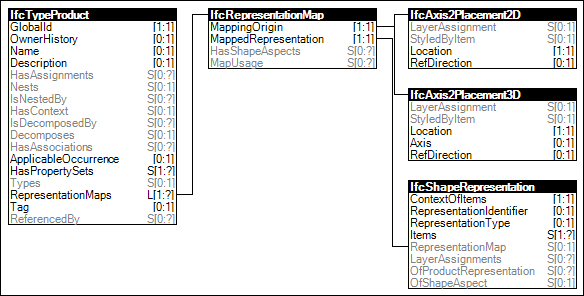 IfcTypeProduct
GlobalId [1:1]
OwnerHistory [0:1]
Name [0:1]
Description [0:1]
HasAssignments S[0:?]
Nests S[0:1]
IsNestedBy S[0:?]
HasContext S[0:1]
IsDecomposedBy S[0:?]
Decomposes S[0:1]
HasAssociations S[0:?]
ApplicableOccurrence [0:1]
HasPropertySets S[1:?]
Types S[0:1]
RepresentationMaps L[1:?]
Tag [0:1]
ReferencedBy S[0:?]
IfcRepresentationMap
MappingOrigin [1:1]
MappedRepresentation [1:1]
HasShapeAspects S[0:?]
MapUsage S[0:?]
IfcAxis2Placement2D
LayerAssignment S[0:?]
StyledByItem S[0:1]
Location [1:1]
RefDirection [0:1]
IfcAxis2Placement3D
LayerAssignment S[0:?]
StyledByItem S[0:1]
Location [1:1]
Axis [0:1]
RefDirection [0:1]
IfcShapeRepresentation
ContextOfItems [1:1]
RepresentationIdentifier [0:1]
RepresentationType [0:1]
Items S[1:?]
RepresentationMap S[0:1]
LayerAssignments S[0:?]
OfProductRepresentation S[0:?]
OfShapeAspect S[0:1]